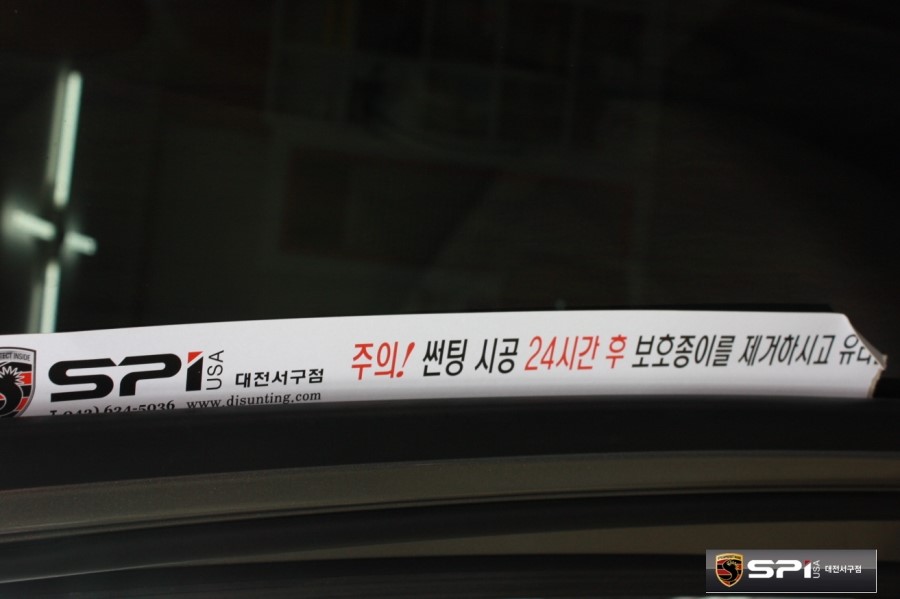 SPI USA 대전서구점
주의! 썬팅 시공 24시간 후 보호종이를 제거하시고
634-5036 www.disunting.com
SPI USA 대전서구점